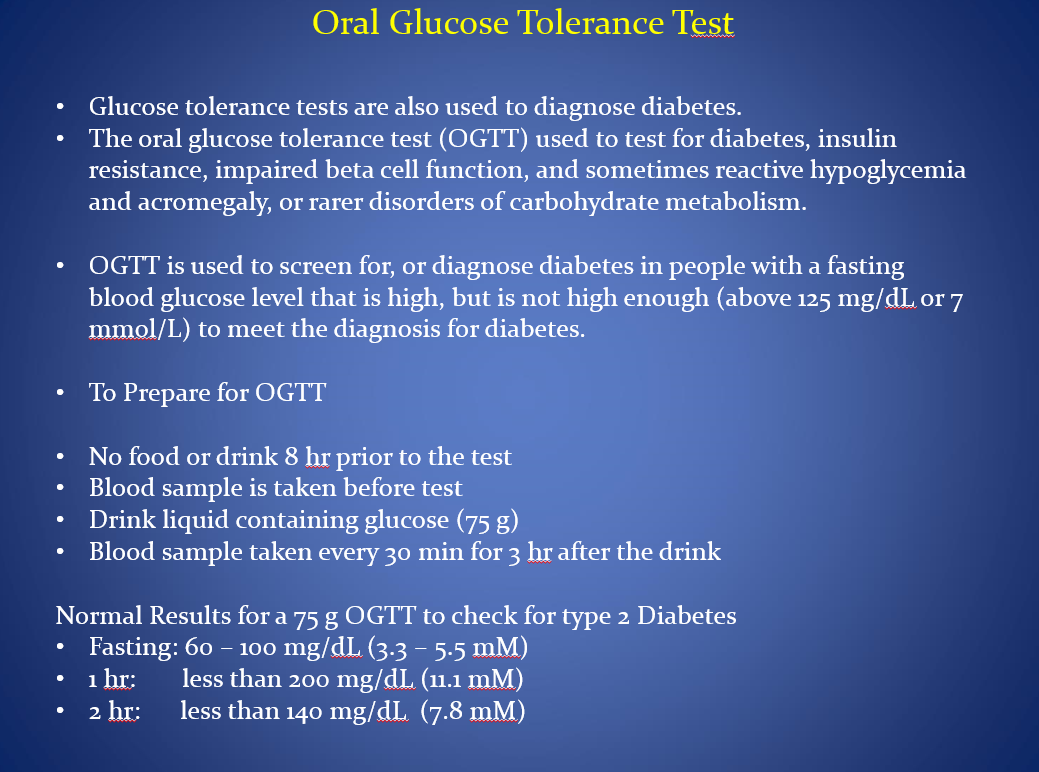 Oral Glucose Tolerance Test
• Glucose tolerance tests are also used to diagnose diabetes.
• The oral glucose tolerance test (OGTT) used to test for diabetes, insulin
resistance, impaired beta cell function, and sometimes reactive hypoglycemia
and acromegaly, or rarer disorders of carbohydrate metabolism.
• OGTT is used to screen for, or diagnose diabetes in people with a fasting
blood glucose level that is high, but is not high enough (above 125 mg/dL or 7
mmol/L) to meet the diagnosis for diabetes.
• To Prepare for OGTT
• No food or drink 8 hr prior to the test
• Blood sample is taken before test
• Drink liquid containing glucose (75 g)
• Blood sample taken every 30 min for 3 hr after the drink
Normal Results for a 75 g OGTT to check for type 2 Diabetes
• Fasting: 60 – 100 mg/dL (3.3 – 5.5 mM)
• 1 hr: less than 200 mg/dL (11.1 mM)
• 2 hr: less than 140 mg/dL (7.8 mM)